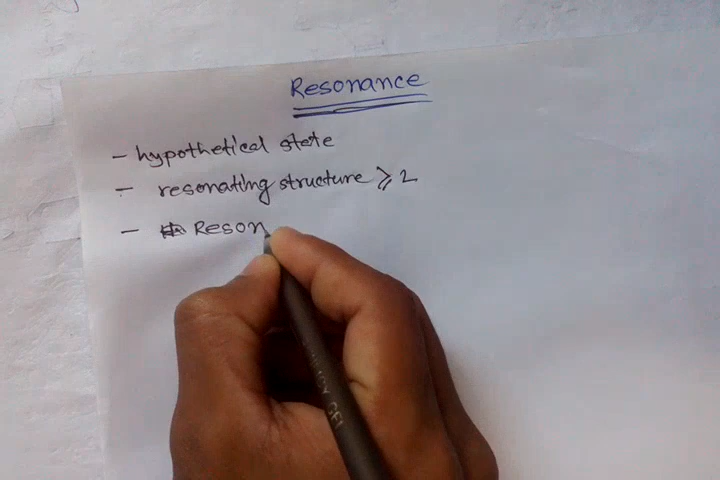 Resonance
- hypothetical state
- resonating structure ⩾ 2
- Reson